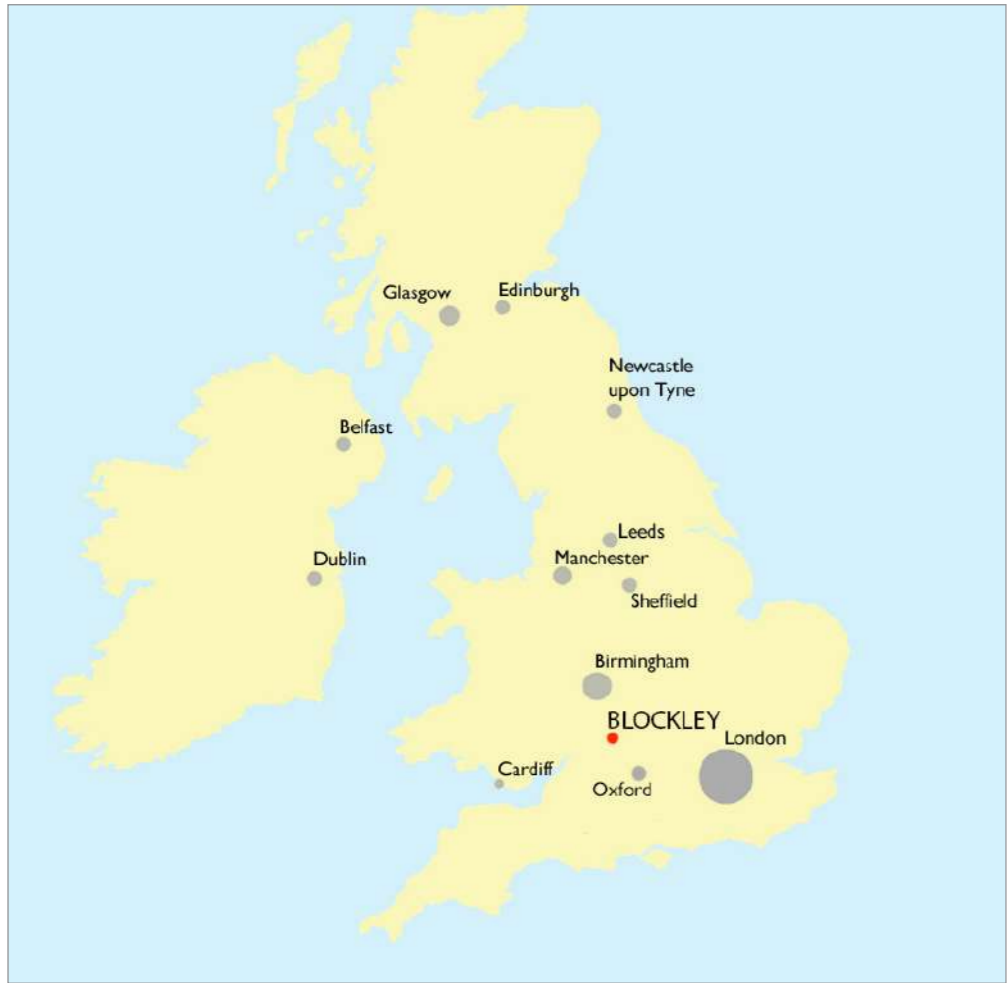 Glasgow
Edinburgh
Newcastle
upon Tyne
Belfast
Leeds
Dublin
Manchester
Sheffield
Birmingham
BLOCKLEY
London
Cardiff
Oxford